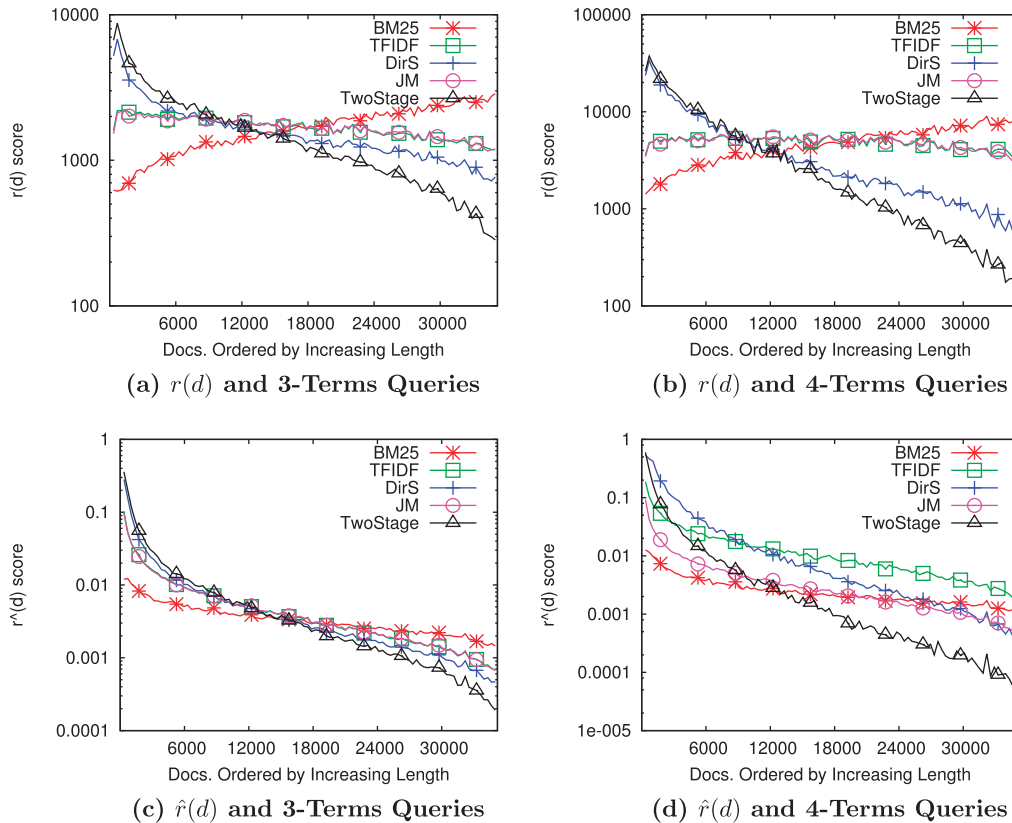 10000
1000
100
r(d) score
BM25
TFIDF
DirS
JM
TwoStage
6000 12000 18000 24000 30000
Docs. Ordered by Increasing Length
(a) r(d) and 3-Terms Queries
100000
10000
1000
100
r(d) score
BM25
TFIDF
DirS
JM
TwoStage
6000 12000 18000 24000 30000
Docs. Ordered by Increasing Length
(b) r(d) and 4-Terms Queries
1
0.1
0.01
0.001
0.0001
r^(d) score
BM25
TFIDF
DirS
JM
TwoStage
6000 12000 18000 24000 30000
Docs. Ordered by Increasing Length
(c) r̂(d) and 3-Terms Queries
1
0.1
0.01
0.001
0.0001
1e-005
r^(d) score
BM25
TFIDF
DirS
JM
TwoStage
6000 12000 18000 24000 30000
Docs. Ordered by Increasing Length
(d) r̂(d) and 4-Terms Queries